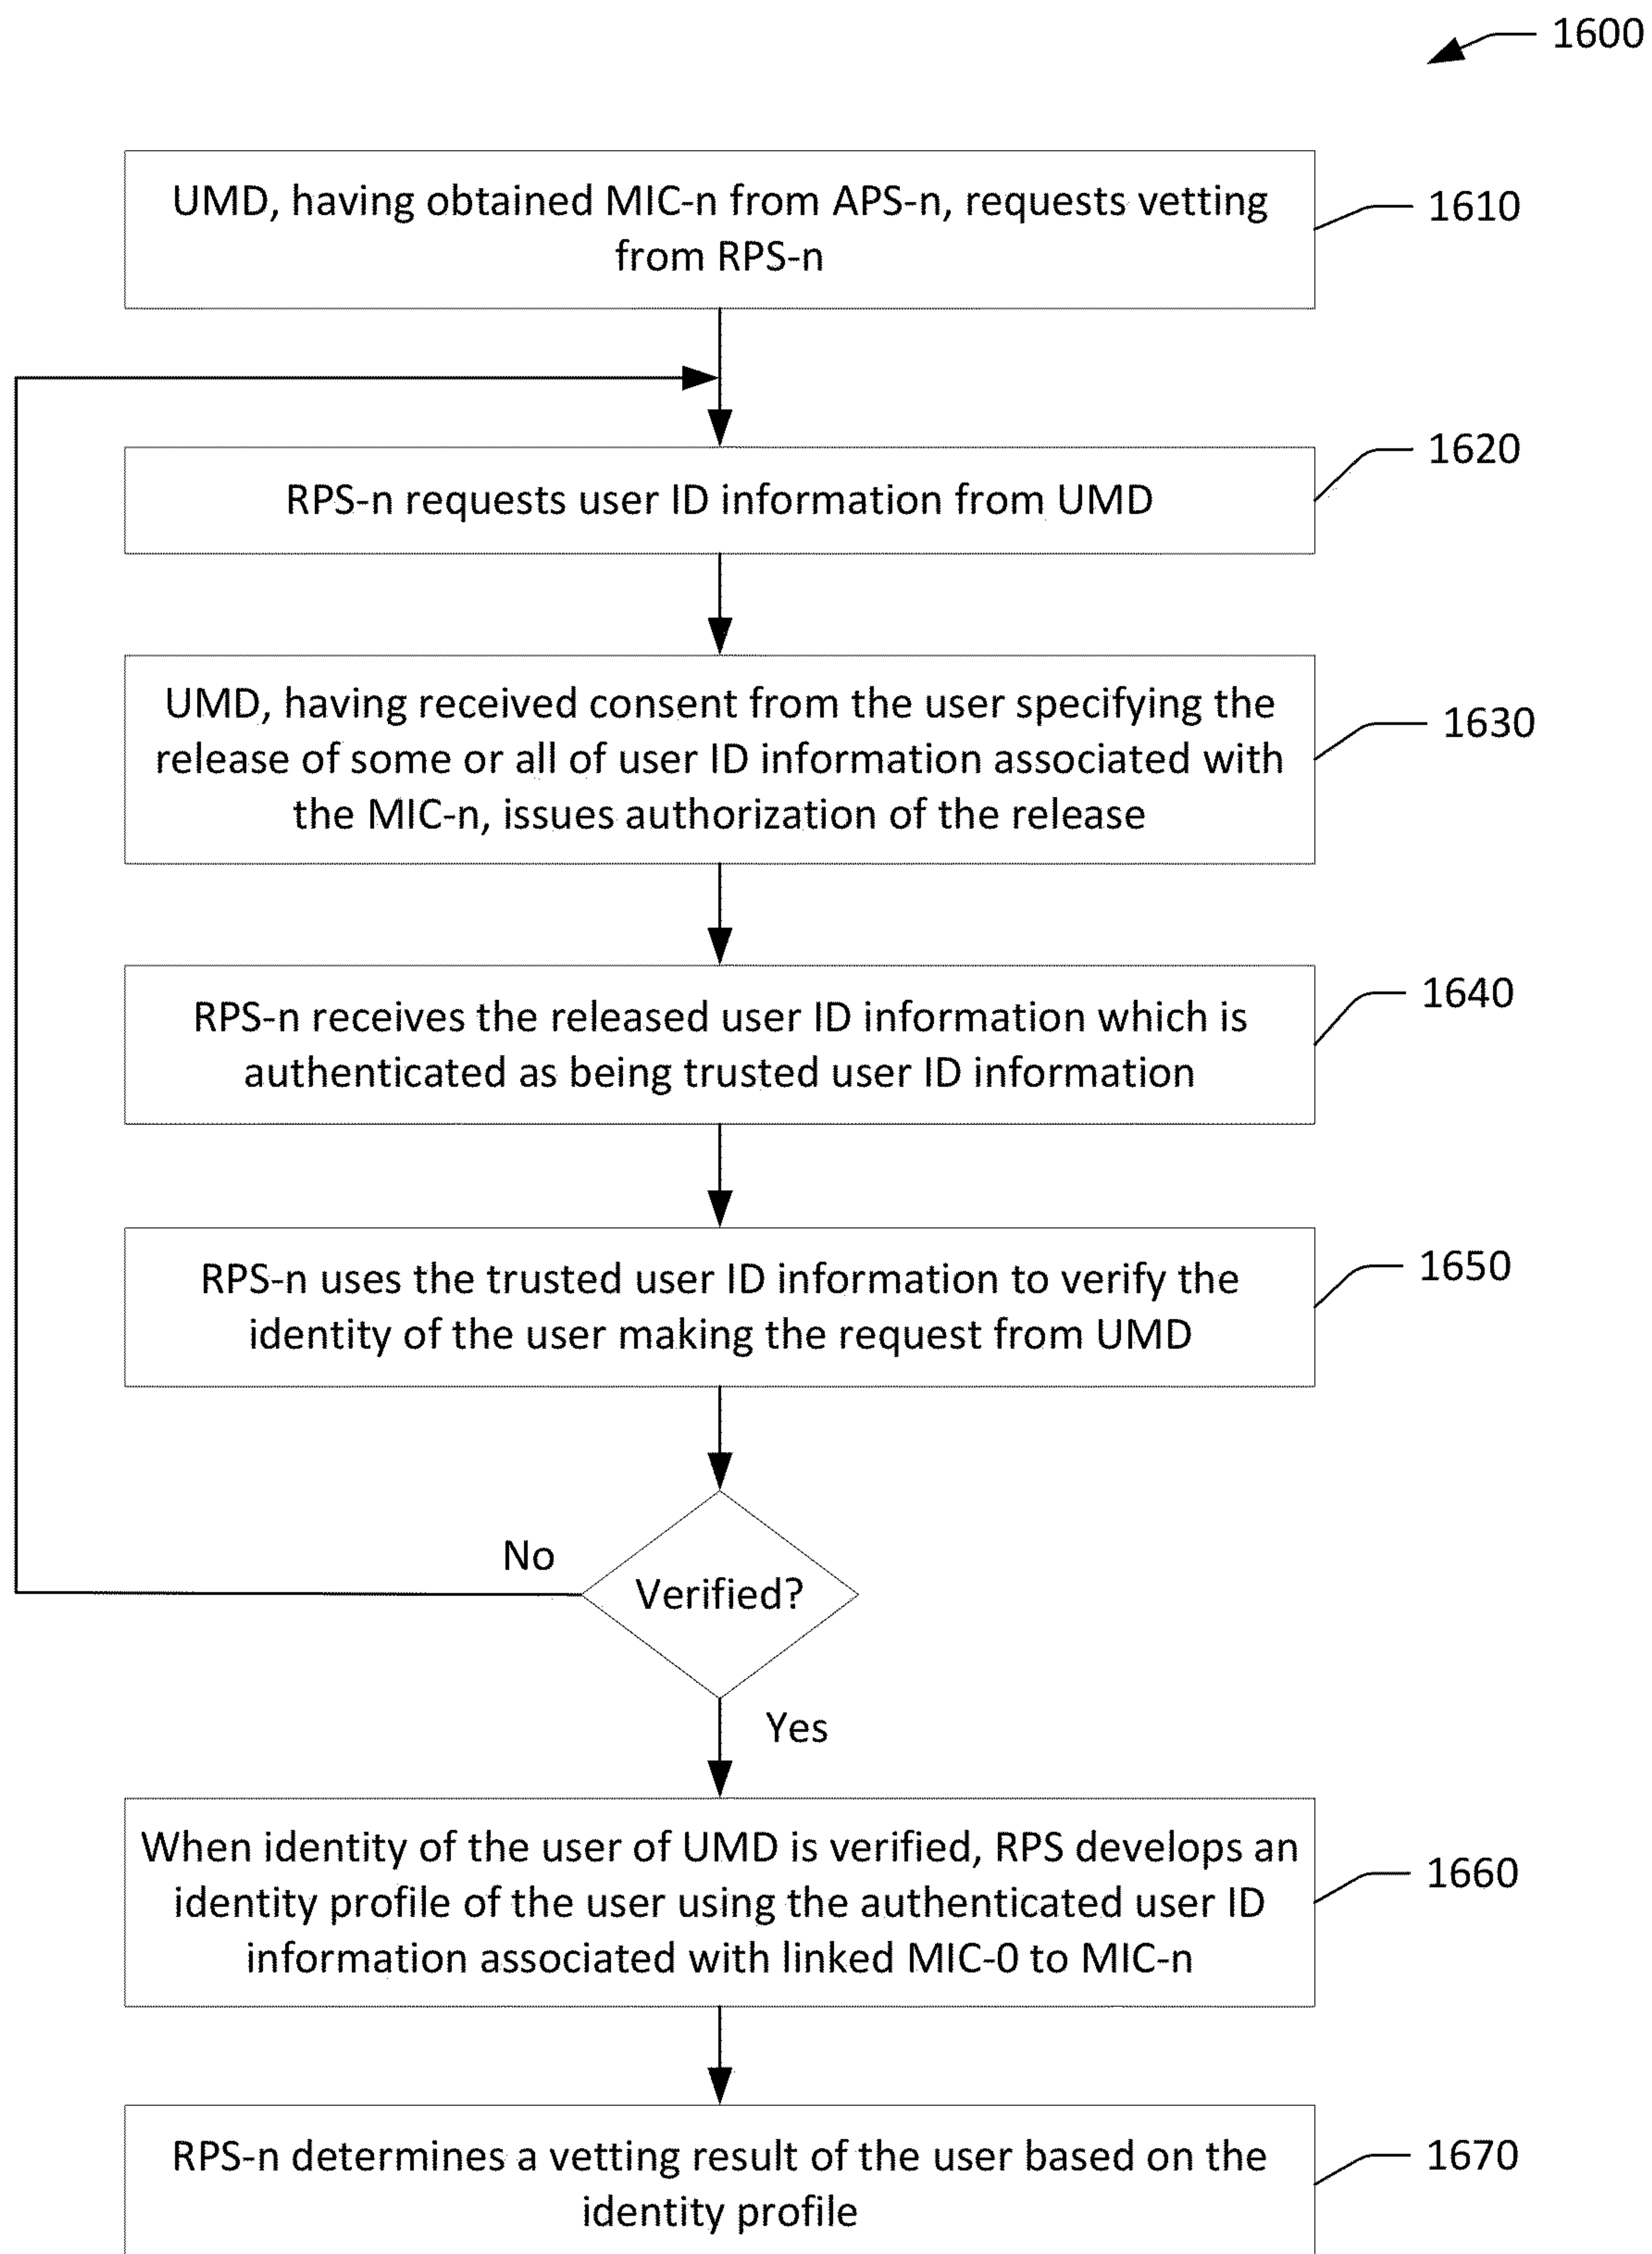 1600
UMD, having obtained MIC-n from APS-n, requests vetting
from RPS-n
1610
RPS-n requests user ID information from UMD
1620
UMD, having received consent from the user specifying the
release of some or all of user ID information associated with
the MIC-n, issues authorization of the release
1630
RPS-n receives the released user ID information which is
authenticated as being trusted user ID information
1640
RPS-n uses the trusted user ID information to verify the
identity of the user making the request from UMD
1650
No
Verified?
Yes
When identity of the user of UMD is verified, RPS develops an
identity profile of the user using the authenticated user ID
information associated with linked MIC-0 to MIC-n
1660
RPS-n determines a vetting result of the user based on the
identity profile
1670